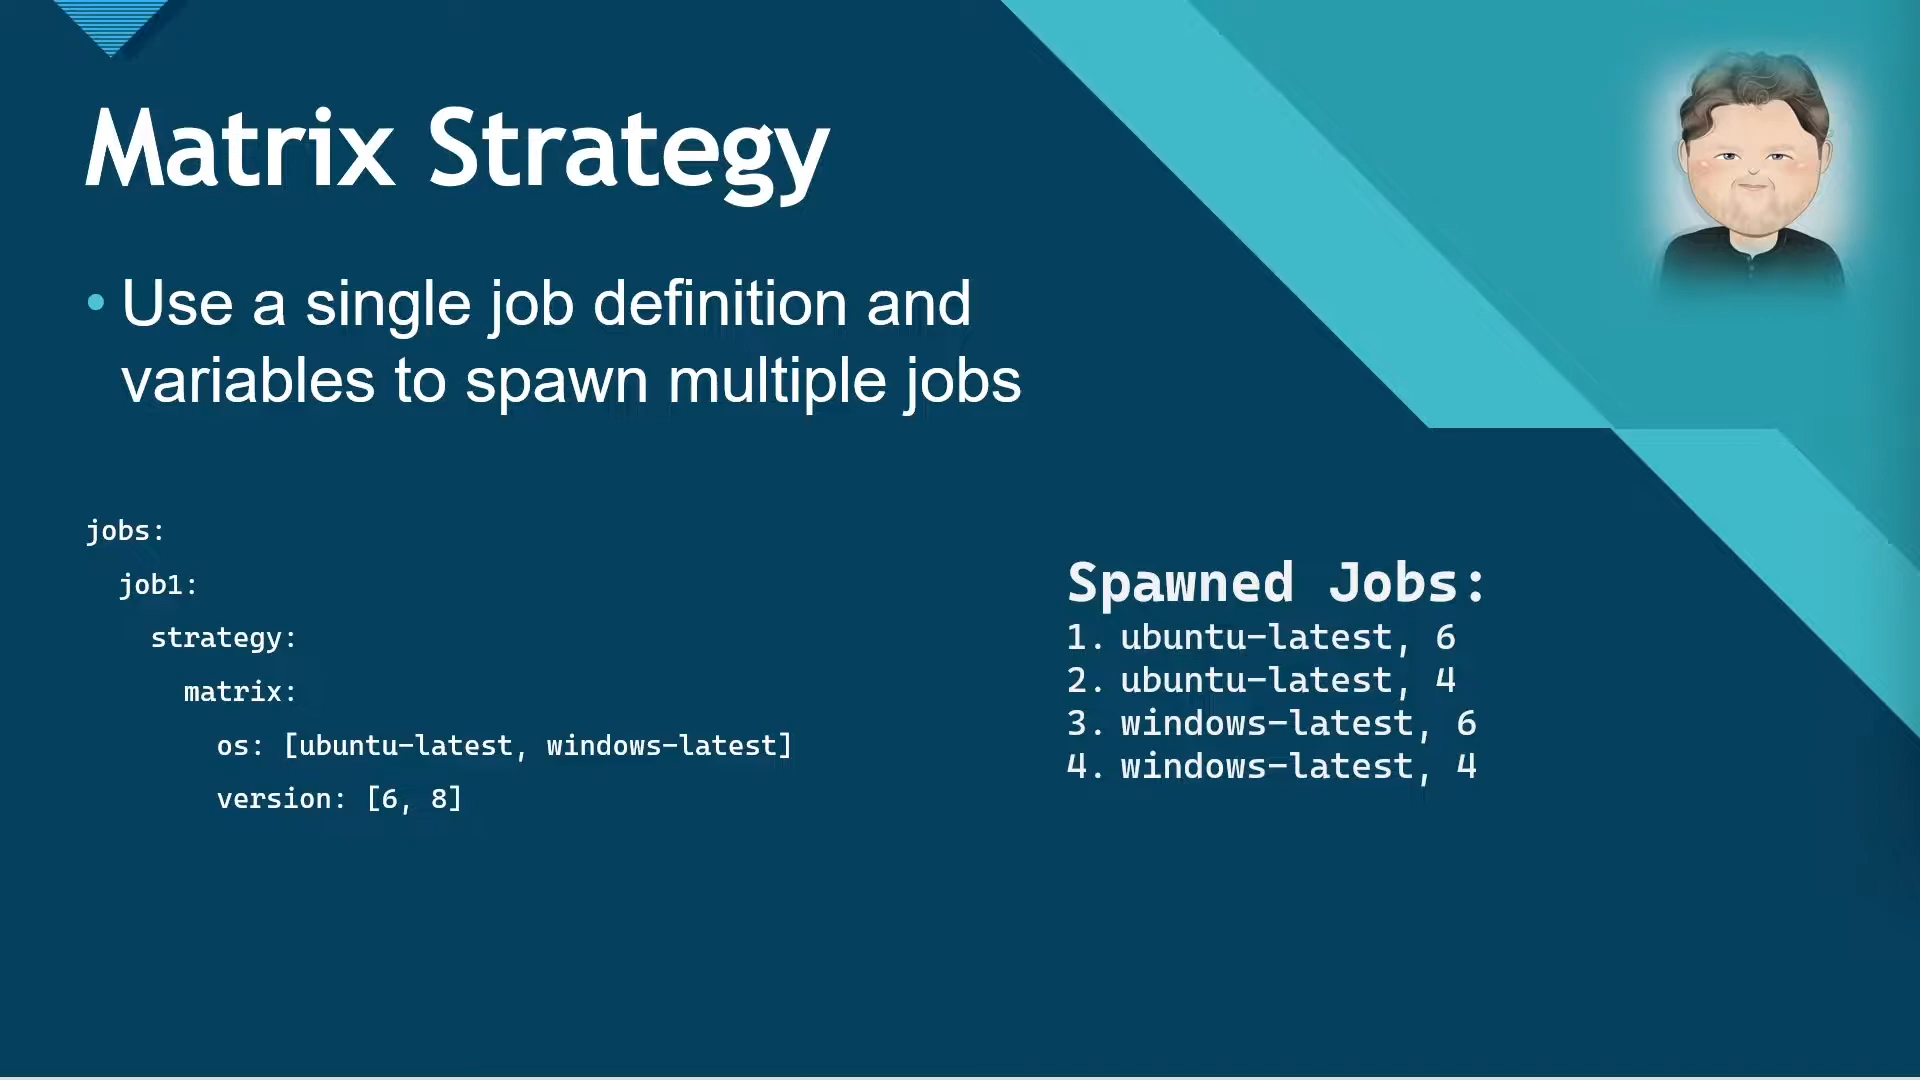 Matrix Strategy
• Use a single job definition and
variables to spawn multiple jobs
jobs:
  job1:
    strategy:
      matrix:
        os: [ubuntu-latest, windows-latest]
        version: [6, 8]
Spawned Jobs:
1. ubuntu-latest, 6
2. ubuntu-latest, 4
3. windows-latest, 6
4. windows-latest, 4